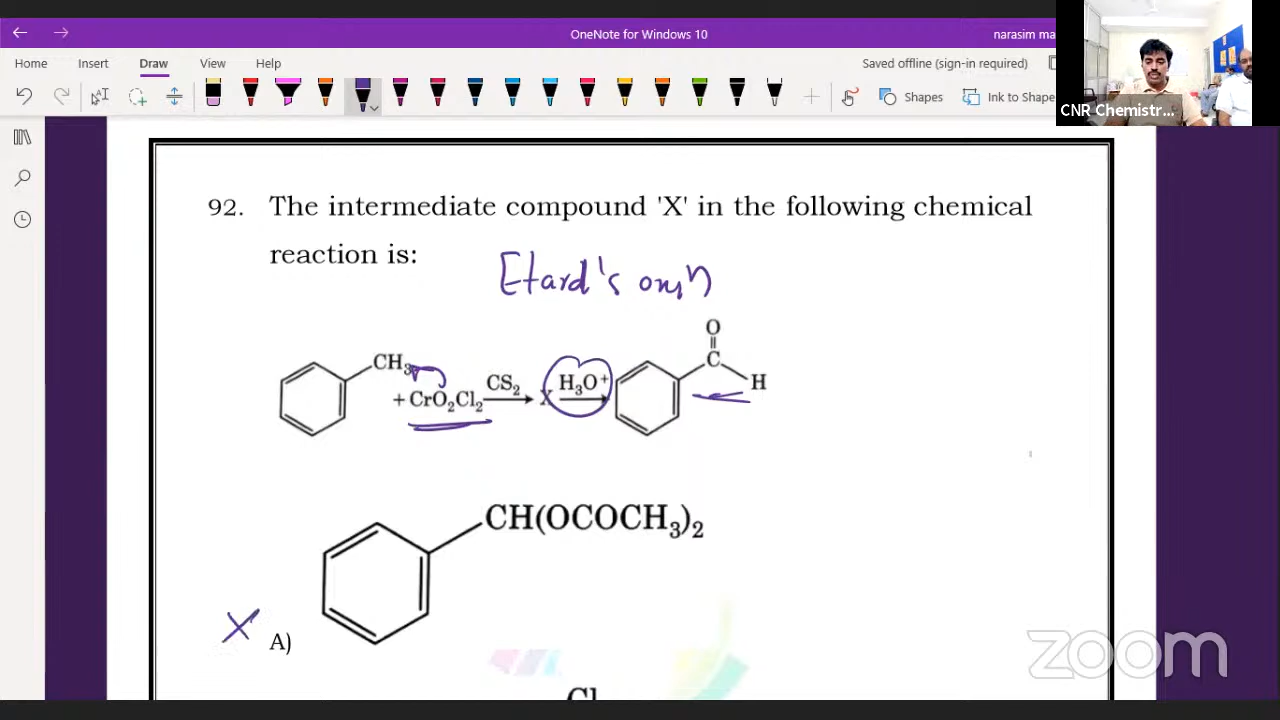 OneNote for Windows 10
narasim ma
Home Insert Draw View Help
Saved offline (sign-in required)
Shapes
Ink to Shape
CNR Chemistr...
92. The intermediate compound 'X' in the following chemical
reaction is:
Etard's oxiⁿ
O
CH₃
C
H
+ CrO₂Cl₂ CS₂ X H₃O⁺
CH(OCOCH₃)₂
X A)
Cl
zoom